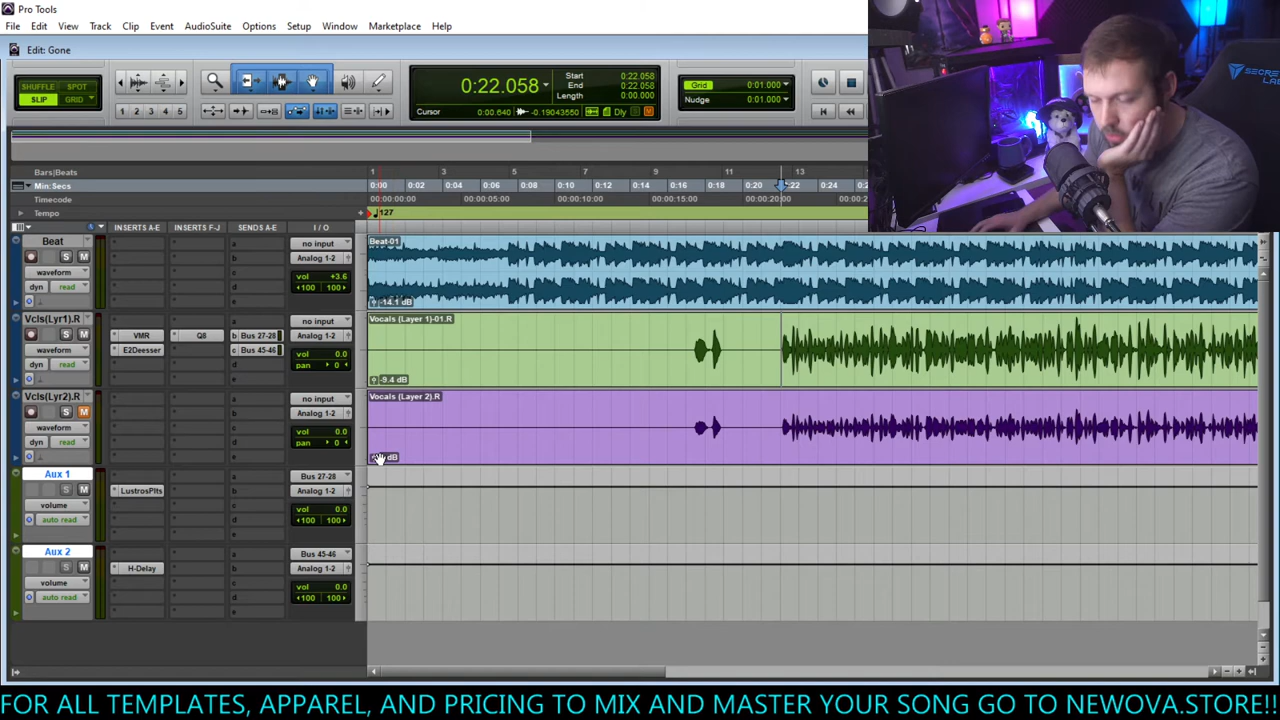 Pro Tools
File Edit View Track Clip Event AudioSuite Options Setup Window Marketplace Help
Edit: Gone
SHUFFLE SPOT
SLIP GRID
1 2 3 4 5
0:22.058
Start 0:22.058
End 0:22.058
Length 0:00.000
Cursor 0:00.640 -0.19043550 Dly
Grid 0:01.000
Nudge 0:01.000
Bars|Beats 1 3 4 5 7 9 11 13
Min:Secs 0:00 0:02 0:04 0:06 0:08 0:10 0:12 0:14 0:16 0:18 0:20 0:22 0:24
Timecode 00:00:00:00 00:00:05:00 00:00:10:00 00:00:15:00 00:00:20:00
Tempo 127
INSERTS A-E INSERTS F-J SENDS A-E I / O
Beat
S M
waveform
dyn read
a b c d e
no input
Analog 1-2
vol +3.6
100 100
Beat-01
-14.1 dB
Vcls(Lyr1).R
S M
waveform
dyn read
VMR Q8 b Bus 27-28
E2Deesser c Bus 45-46
a d e
no input
Analog 1-2
vol 0.0
pan 0
Vocals (Layer 1)-01.R
-9.4 dB
Vcls(Lyr2).R
S M
waveform
dyn read
a b c d e
no input
Analog 1-2
vol 0.0
pan 0
Vocals (Layer 2).R
dB
Aux 1
S M
volume
auto read
LustrosPlts
a b c d e
Bus 27-28
Analog 1-2
vol 0.0
100 100
Aux 2
S M
volume
auto read
H-Delay
a b c d e
Bus 45-46
Analog 1-2
vol 0.0
100 100
FOR ALL TEMPLATES, APPAREL, AND PRICING TO MIX AND MASTER YOUR SONG GO TO NEWOVA.STORE!!